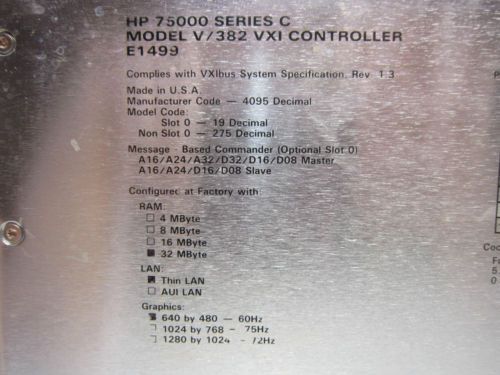 HP 75000 SERIES C
MODEL V/382 VXI CONTROLLER
E1499
Complies with VXIbus System Specification, Rev 1.3
Made in U.S.A.
Manufacturer Code — 4095 Decimal
Model Code:
Slot 0 — 19 Decimal
Non Slot 0 — 275 Decimal
Message - Based Commander (Optional Slot 0)
A16/A24/A32/D32/D16/D08 Master
A16/A24/D16/D08 Slave
Configured at Factory with:
RAM:
☐ 4 MByte
☐ 8 MByte
☐ 16 MByte
■ 32 MByte
LAN:
■ Thin LAN
☐ AUI LAN
Graphics:
■ 640 by 480 — 60Hz
☐ 1024 by 768 - 75Hz
☐ 1280 by 1024 - 72Hz